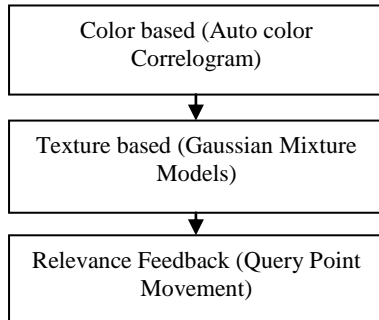 Color based (Auto color
Correlogram)
Texture based (Gaussian Mixture
Models)
Relevance Feedback (Query Point
Movement)